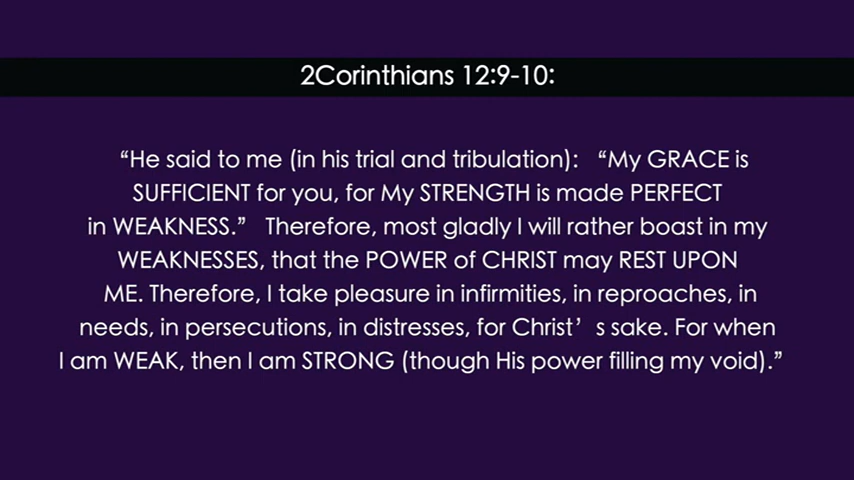 2Corinthians 12:9-10:
“He said to me (in his trial and tribulation): “My GRACE is
SUFFICIENT for you, for My STRENGTH is made PERFECT
in WEAKNESS.” Therefore, most gladly I will rather boast in my
WEAKNESSES, that the POWER of CHRIST may REST UPON
ME. Therefore, I take pleasure in infirmities, in reproaches, in
needs, in persecutions, in distresses, for Christ’s sake. For when
I am WEAK, then I am STRONG (though His power filling my void).”